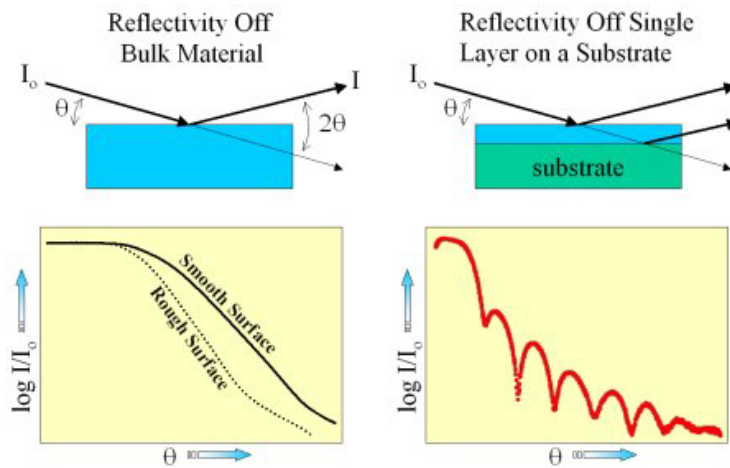 Reflectivity Off
Bulk Material
Iₒ
θ
I
2θ
Reflectivity Off Single
Layer on a Substrate
Iₒ
θ
substrate
log I/Iₒ
Smooth Surface
Rough Surface
θ
log I/Iₒ
θ